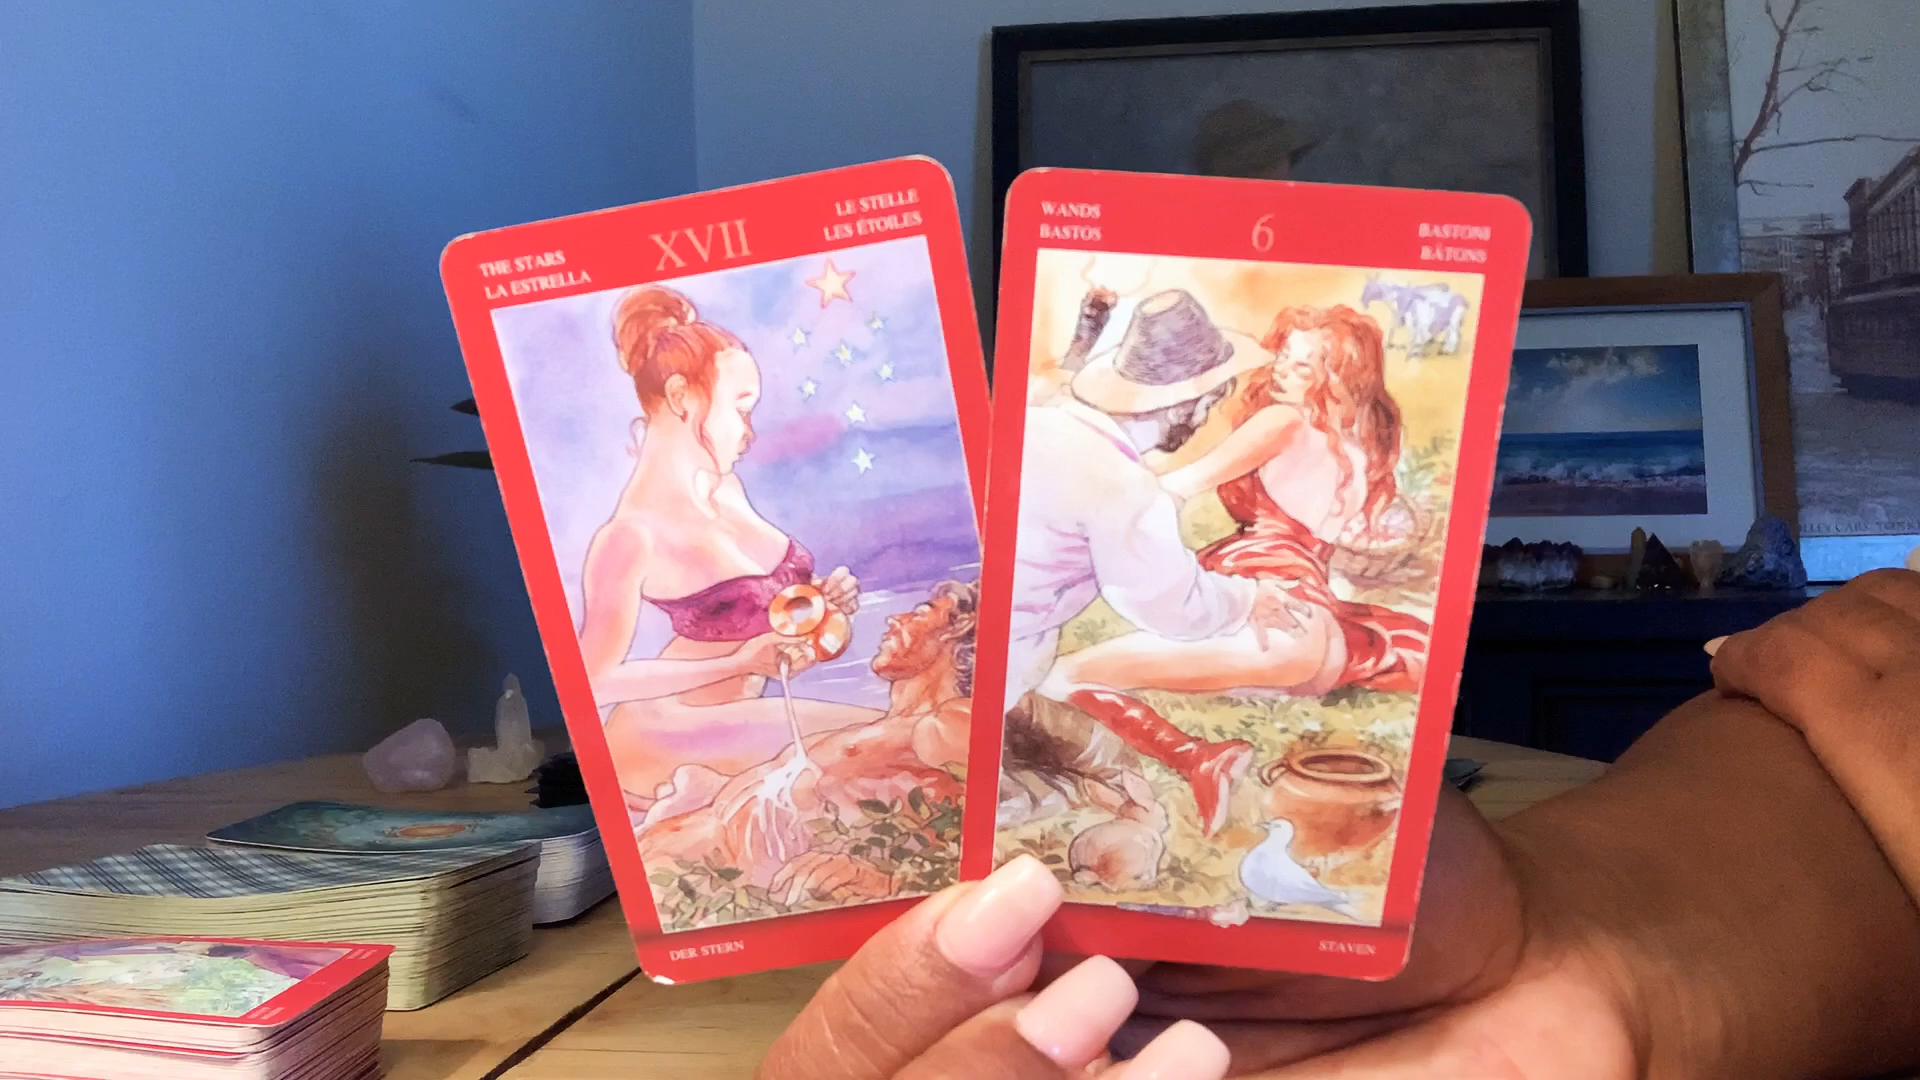 THE STARS
LA ESTRELLA
XVII
LE STELLE
LES ÉTOILES
DER STERN
WANDS
BASTOS
6
BASTONI
BÂTONS
STAVEN